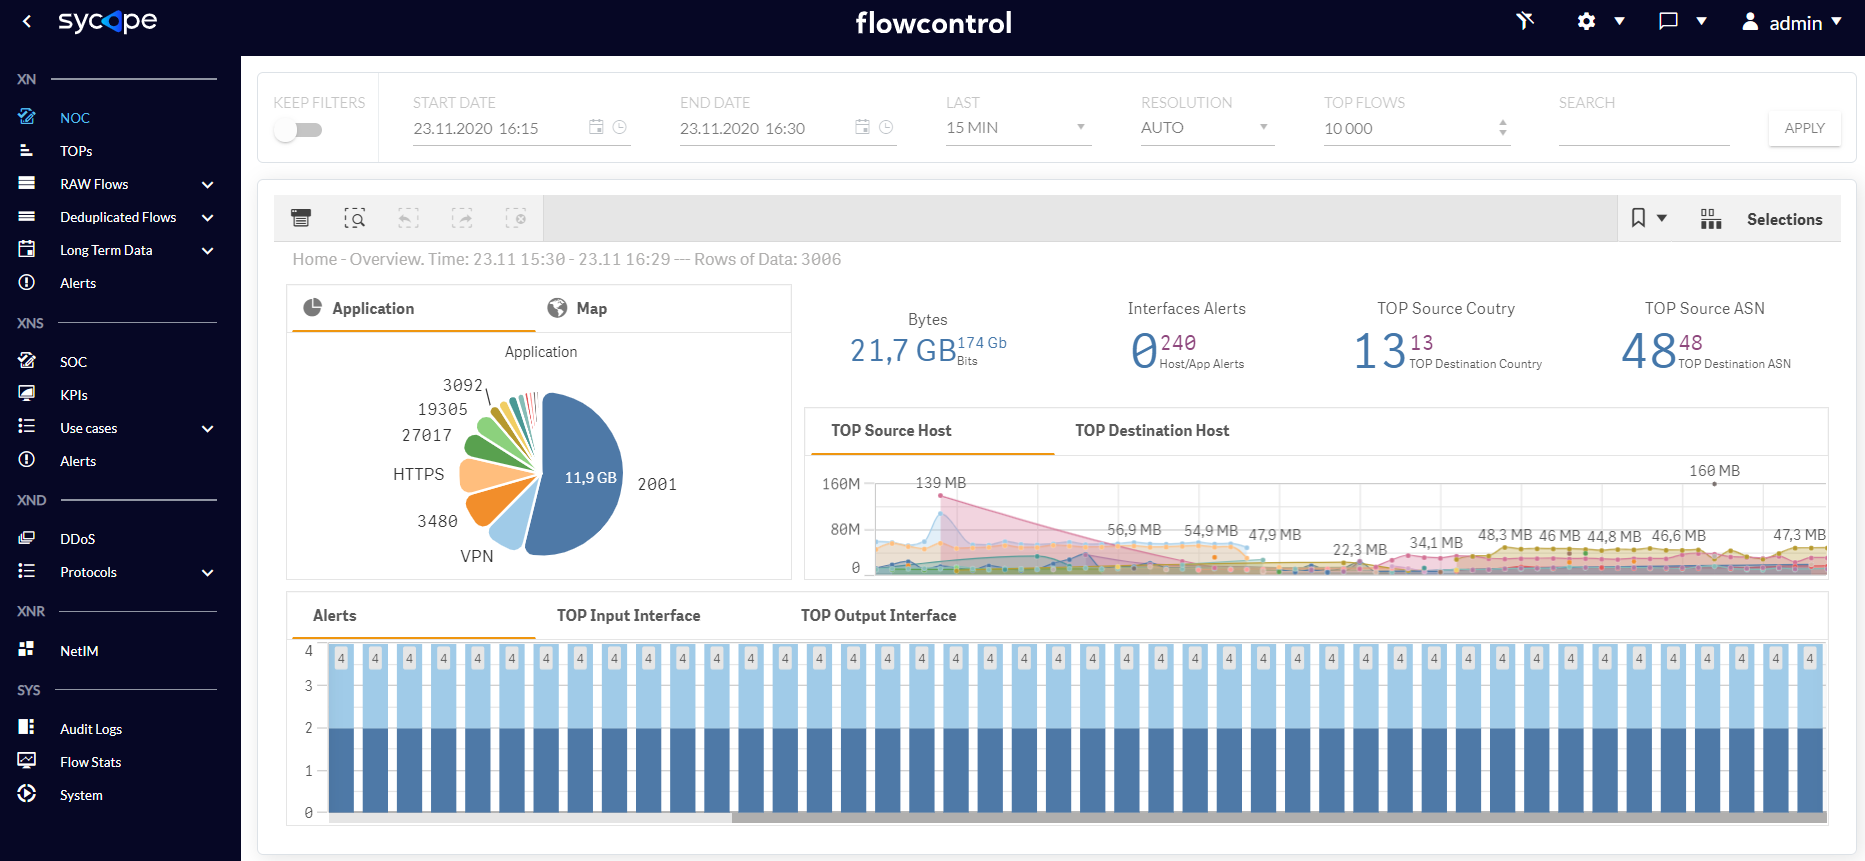 sycope
flowcontrol
admin
XN
NOC
TOPs
RAW Flows
Deduplicated Flows
Long Term Data
Alerts
XNS
SOC
KPIs
Use cases
Alerts
XND
DDoS
Protocols
XNR
NetIM
SYS
Audit Logs
Flow Stats
System
KEEP FILTERS
START DATE
23.11.2020 16:15
END DATE
23.11.2020 16:30
LAST
15 MIN
RESOLUTION
AUTO
TOP FLOWS
10 000
SEARCH
APPLY
Selections
Home - Overview. Time: 23.11 15:30 - 23.11 16:29 --- Rows of Data: 3006
Application
Map
Application
3092
19305
27017
HTTPS
3480
VPN
11,9 GB
2001
Bytes
21,7 GB
174 Gb
Bits
Interfaces Alerts
0
240
Host/App Alerts
TOP Source Coutry
13
13
TOP Destination Country
TOP Source ASN
48
48
TOP Destination ASN
TOP Source Host
TOP Destination Host
160M
80M
0
139 MB
56,9 MB
54,9 MB
47,9 MB
22,3 MB
34,1 MB
48,3 MB
46 MB
44,8 MB
46,6 MB
160 MB
47,3 MB
Alerts
TOP Input Interface
TOP Output Interface
4
3
2
1
0
4 4 4 4 4 4 4 4 4 4 4 4 4 4 4 4 4 4 4 4 4 4 4 4 4 4 4 4 4 4 4 4 4 4 4 4 4 4 4 4 4 4 4 4